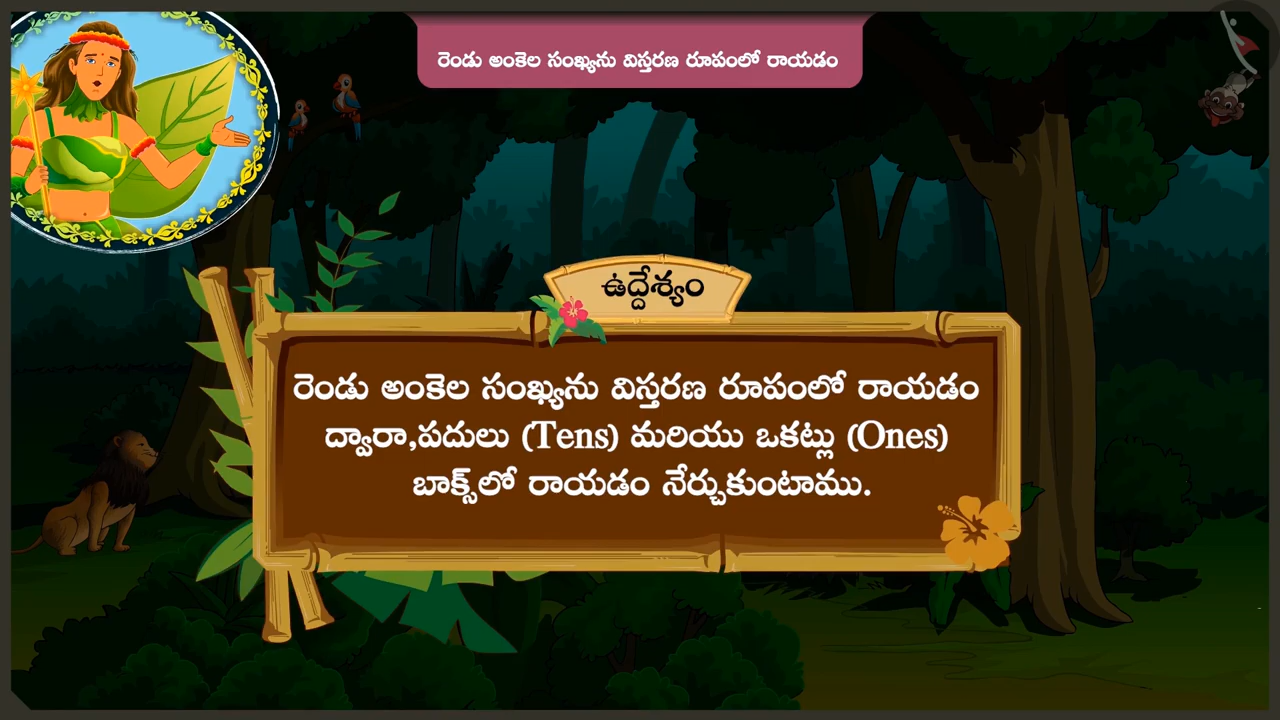 రెండు అంకెల సంఖ్యను విస్తరణ రూపంలో రాయడం
ఉద్దేశ్యం
రెండు అంకెల సంఖ్యను విస్తరణ రూపంలో రాయడం
ద్వారా,పదులు (Tens) మరియు ఒకట్లు (Ones)
బాక్స్‌లో రాయడం నేర్చుకుంటాము.